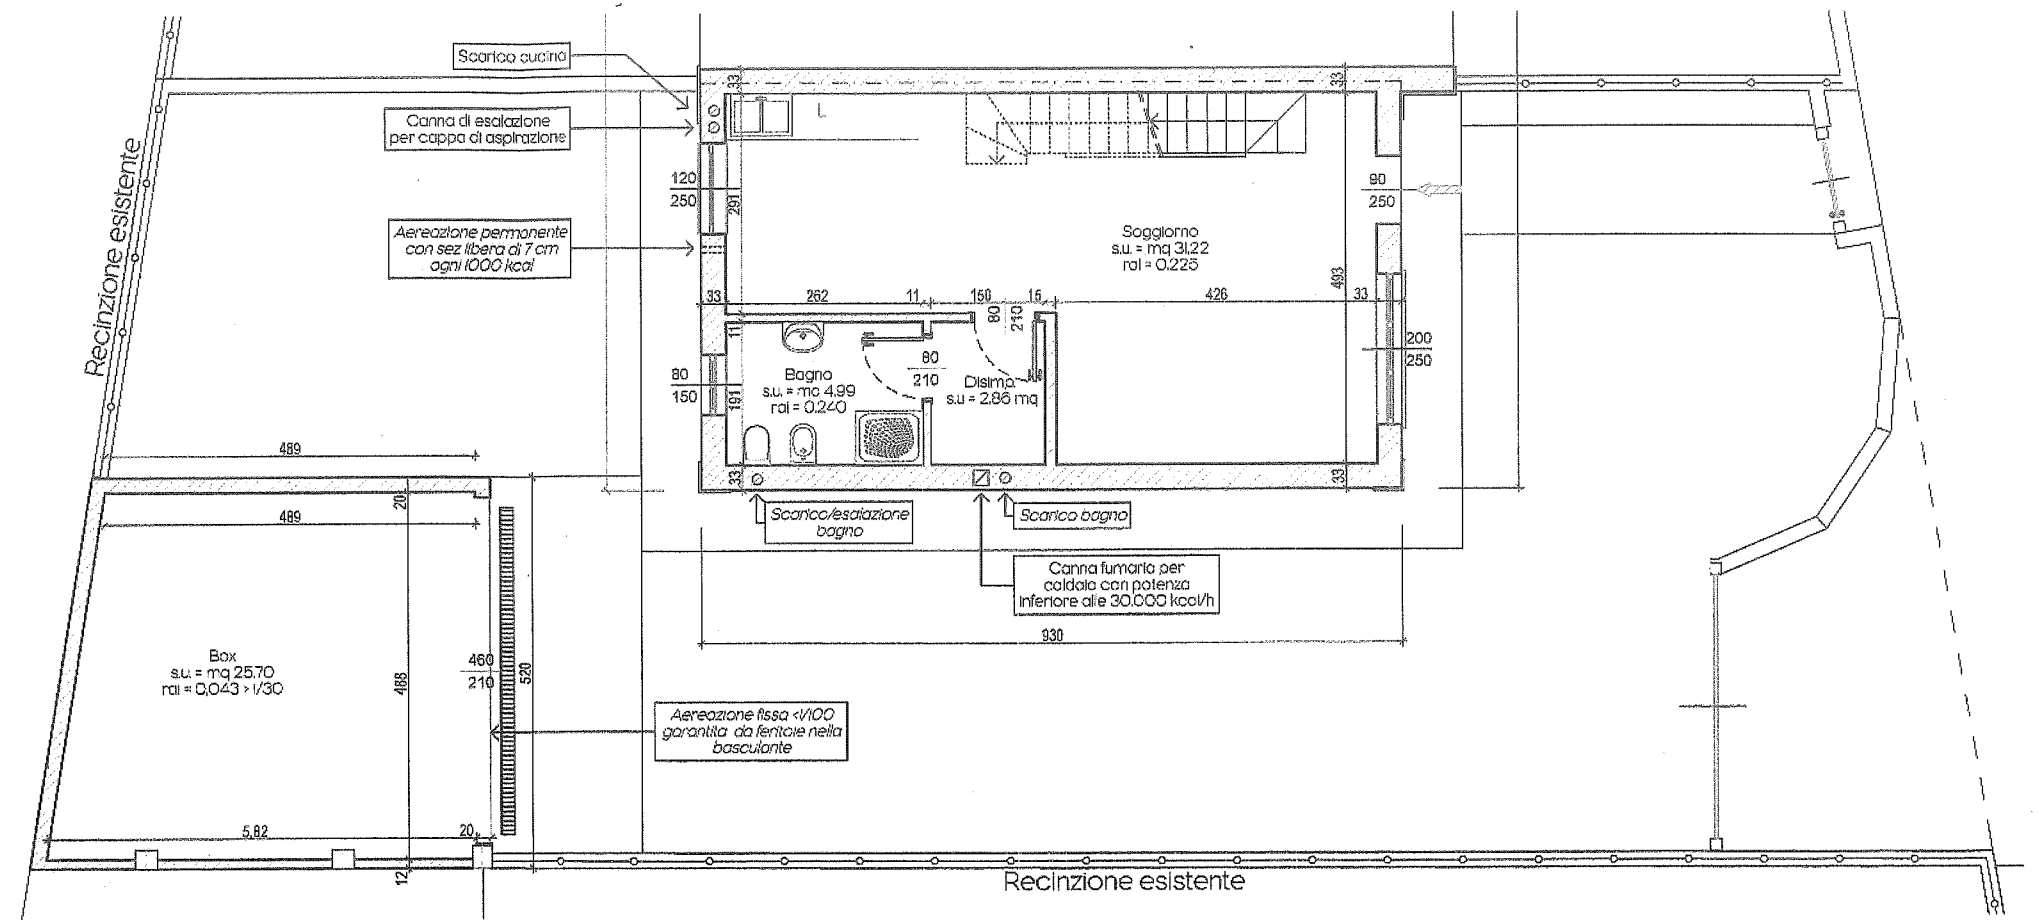 Scarico cucina
Canna di esalazione
per cappa di aspirazione
Recinzione esistente
Aereazione permanente
con sez libera di 7 cm
ogni 1000 kcal
33
33
120
250
291
L
90
250
Soggiorno
s.u. = mq 31.22
rai = 0.225
493
33
262
11
150
15
426
33
80
210
11
80
150
191
Bagno
s.u. = mq 4.99
rai = 0.240
80
210
Disimp.
s.u = 2.86 mq
200
250
33
33
Scarico/esalazione
bagno
Scarico bagno
Canna fumaria per
caldaia con potenza
inferiore alle 30.000 kcal/h
930
489
20
489
Box
s.u. = mq 25.70
rai = 0,043 > 1/30
488
460
210
520
Aereazione fissa <1/100
garantita da feritoie nella
basculante
5,82
20
12
Recinzione esistente